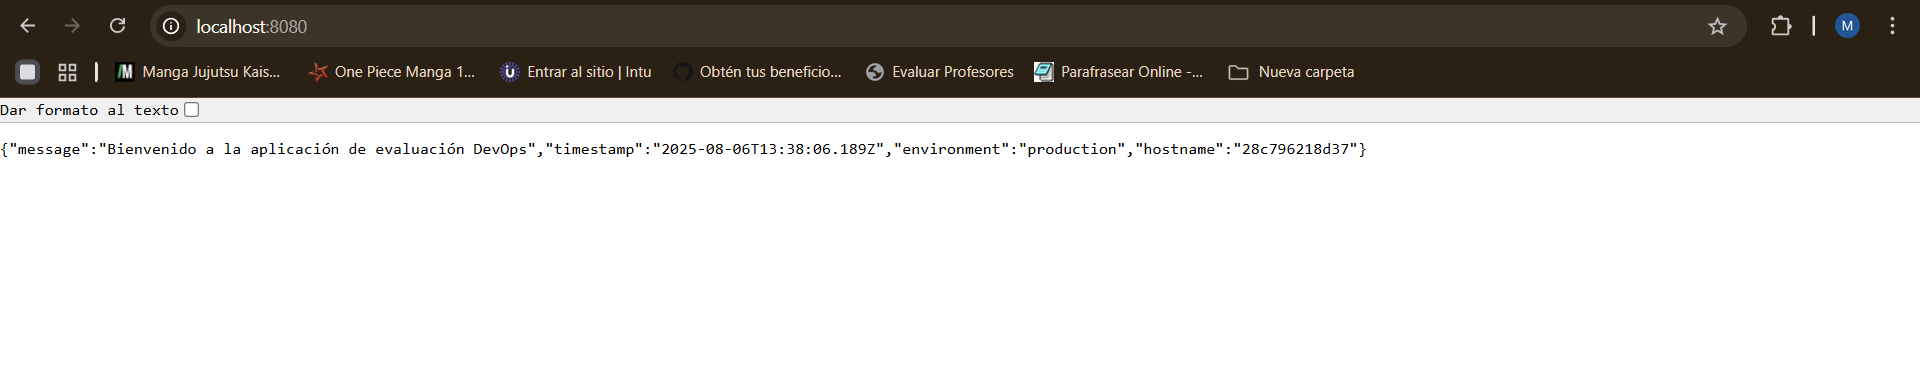 localhost:8080
M
Manga Jujutsu Kais... One Piece Manga 1... Entrar al sitio | Intu Obtén tus beneficio... Evaluar Profesores Parafrasear Online -... Nueva carpeta
Dar formato al texto
{"message":"Bienvenido a la aplicación de evaluación DevOps","timestamp":"2025-08-06T13:38:06.189Z","environment":"production","hostname":"28c796218d37"}